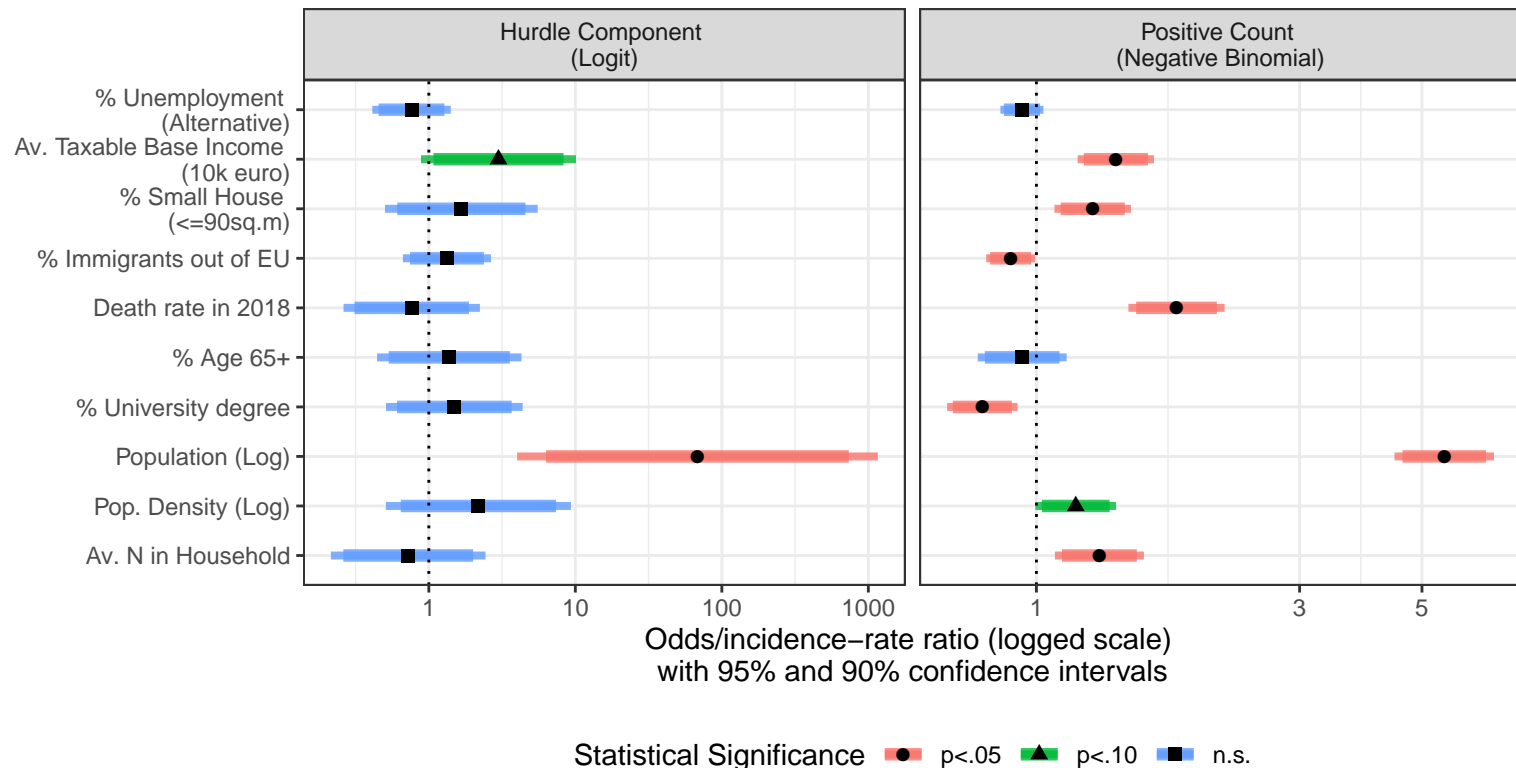 Hurdle Component
(Logit)
Positive Count
(Negative Binomial)
% Unemployment
(Alternative)
Av. Taxable Base Income
(10k euro)
% Small House
(<=90sq.m)
% Immigrants out of EU
Death rate in 2018
% Age 65+
% University degree
Population (Log)
Pop. Density (Log)
Av. N in Household
1 10 100 1000
1 3 5
Odds/incidence−rate ratio (logged scale)
with 95% and 90% confidence intervals
Statistical Significance p<.05 p<.10 n.s.